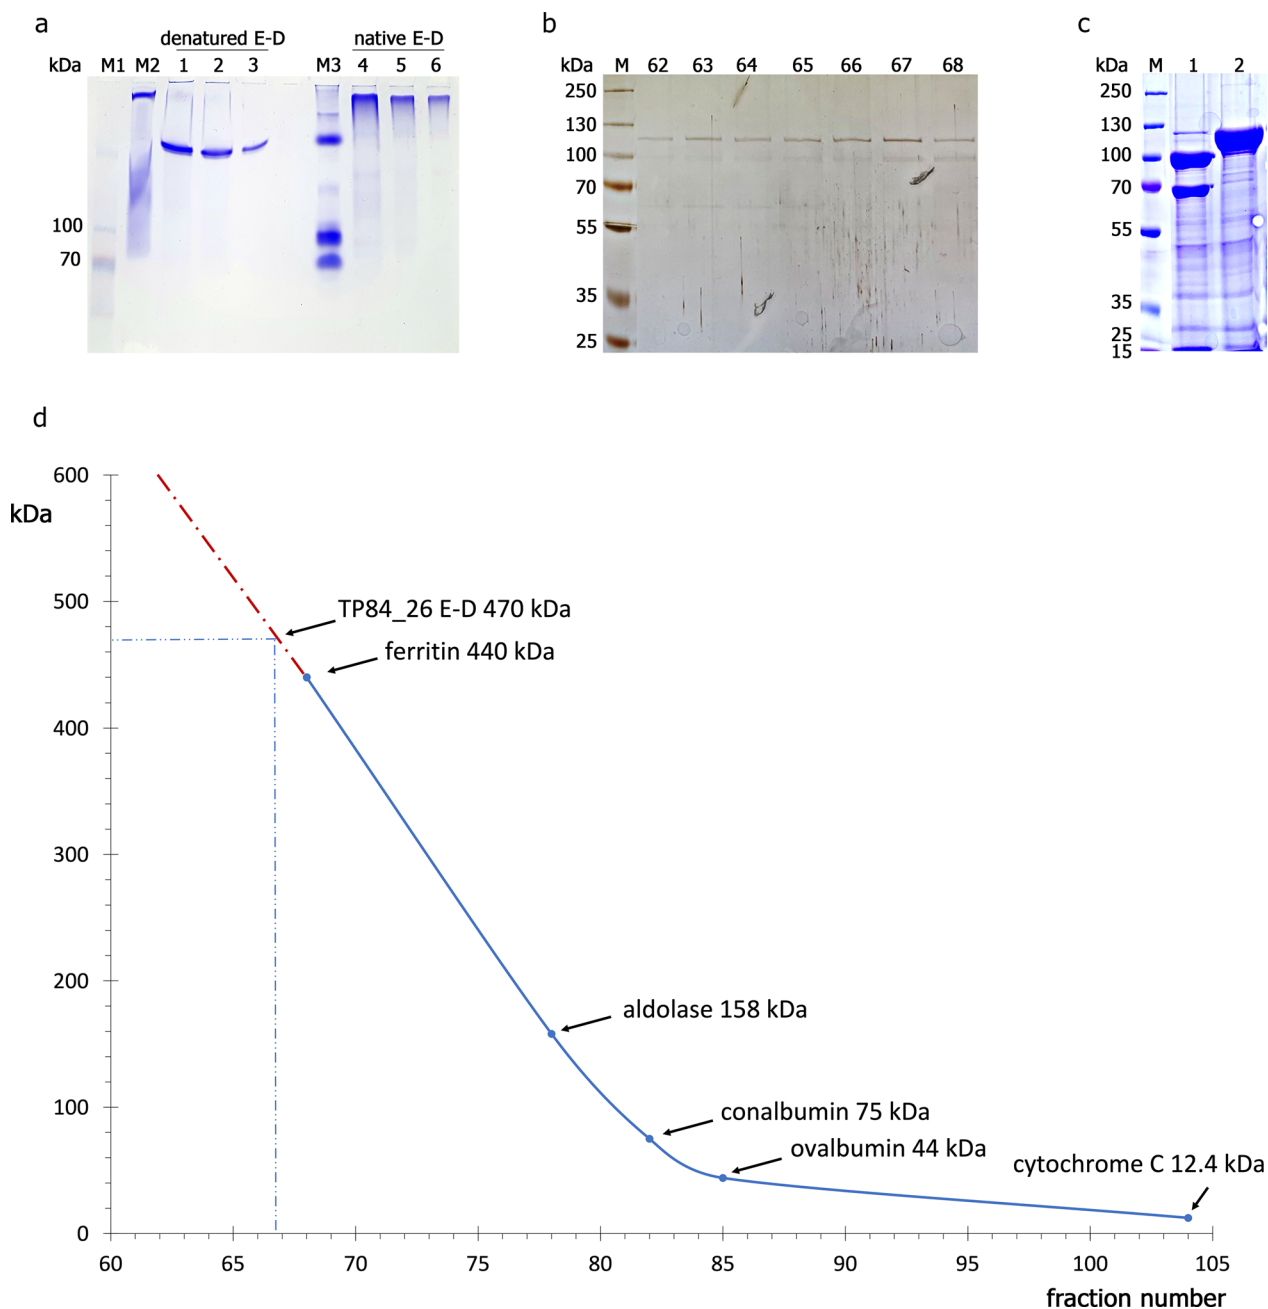 a
denatured E-D
native E-D
kDa M1 M2 1 2 3 M3 4 5 6
100
70
b
kDa M 62 63 64 65 66 67 68
250
130
100
70
55
35
25
c
kDa M 1 2
250
130
100
70
55
35
25
15
d
600
kDa
500
TP84_26 E-D 470 kDa
ferritin 440 kDa
400
300
200
aldolase 158 kDa
100
conalbumin 75 kDa
ovalbumin 44 kDa
cytochrome C 12.4 kDa
0
60 65 70 75 80 85 90 95 100 105
fraction number